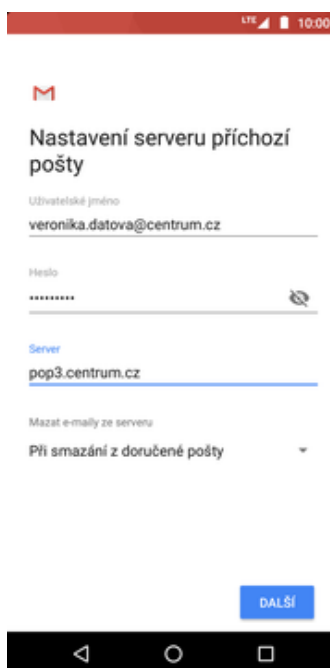 LTE 10:00
Nastavení serveru příchozí
pošty
Uživatelské jméno
veronika.datova@centrum.cz
Heslo
•••••••••
Server
pop3.centrum.cz
Mazat e-maily ze serveru
Při smazání z doručené pošty
DALŠÍ